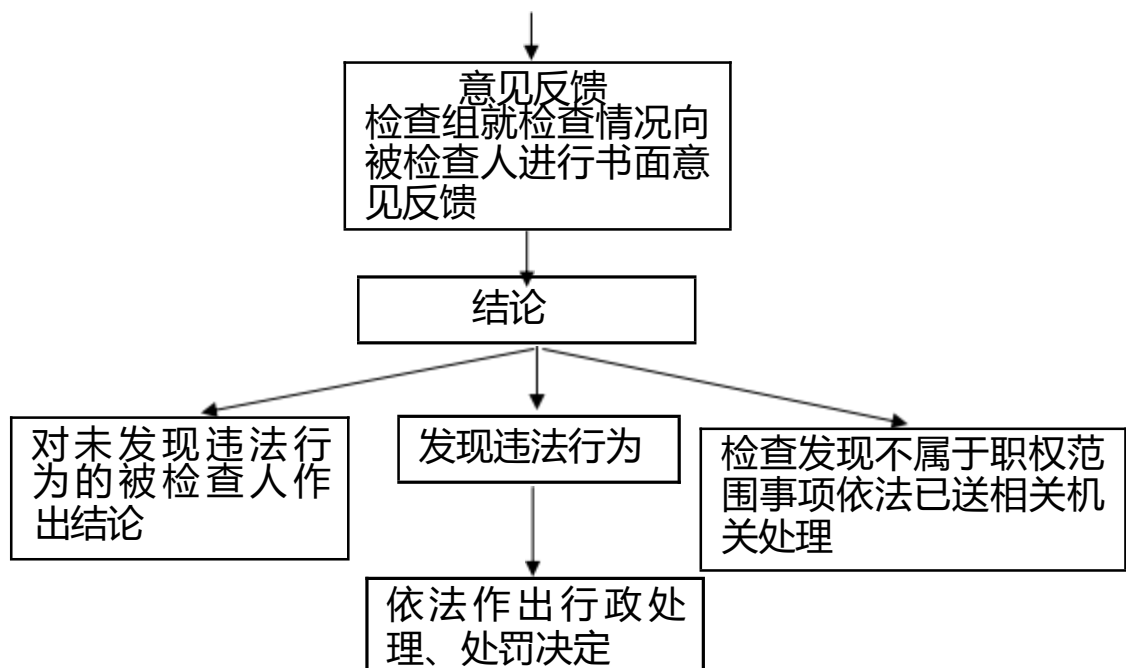 意见反馈
检查组就检查情况向
被检查人进行书面意
见反馈
结论
对未发现违法行
为的被检查人作
出结论
发现违法行为
检查发现不属于职权范
围事项依法已送相关机
关处理
依法作出行政处
理、处罚决定